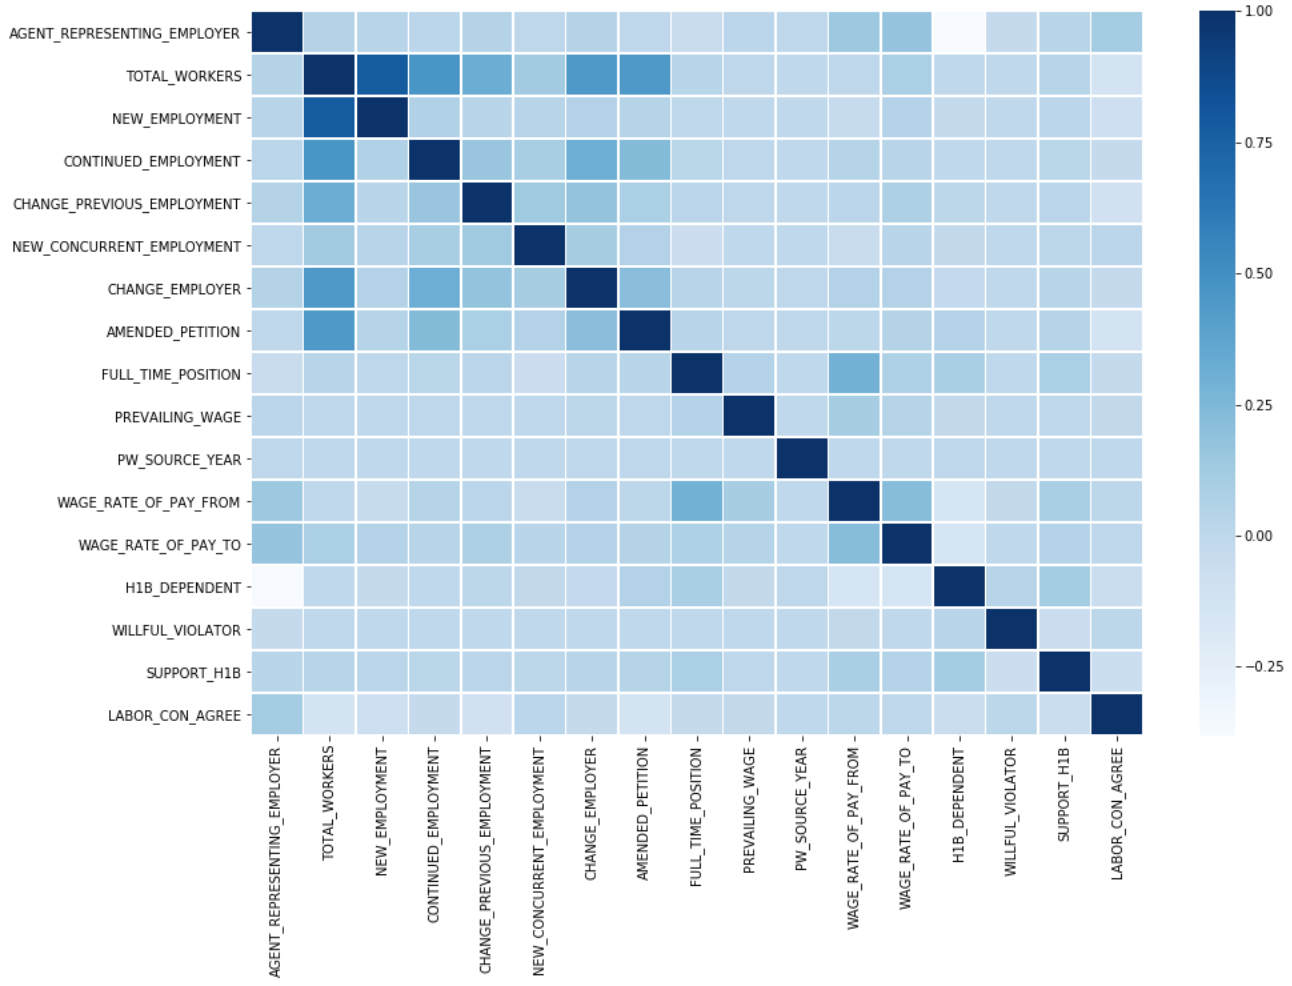 AGENT_REPRESENTING_EMPLOYER
TOTAL_WORKERS
NEW_EMPLOYMENT
CONTINUED_EMPLOYMENT
CHANGE_PREVIOUS_EMPLOYMENT
NEW_CONCURRENT_EMPLOYMENT
CHANGE_EMPLOYER
AMENDED_PETITION
FULL_TIME_POSITION
PREVAILING_WAGE
PW_SOURCE_YEAR
WAGE_RATE_OF_PAY_FROM
WAGE_RATE_OF_PAY_TO
H1B_DEPENDENT
WILLFUL_VIOLATOR
SUPPORT_H1B
LABOR_CON_AGREE
AGENT_REPRESENTING_EMPLOYER
TOTAL_WORKERS
NEW_EMPLOYMENT
CONTINUED_EMPLOYMENT
CHANGE_PREVIOUS_EMPLOYMENT
NEW_CONCURRENT_EMPLOYMENT
CHANGE_EMPLOYER
AMENDED_PETITION
FULL_TIME_POSITION
PREVAILING_WAGE
PW_SOURCE_YEAR
WAGE_RATE_OF_PAY_FROM
WAGE_RATE_OF_PAY_TO
H1B_DEPENDENT
WILLFUL_VIOLATOR
SUPPORT_H1B
LABOR_CON_AGREE
1.00
0.75
0.50
0.25
0.00
−0.25